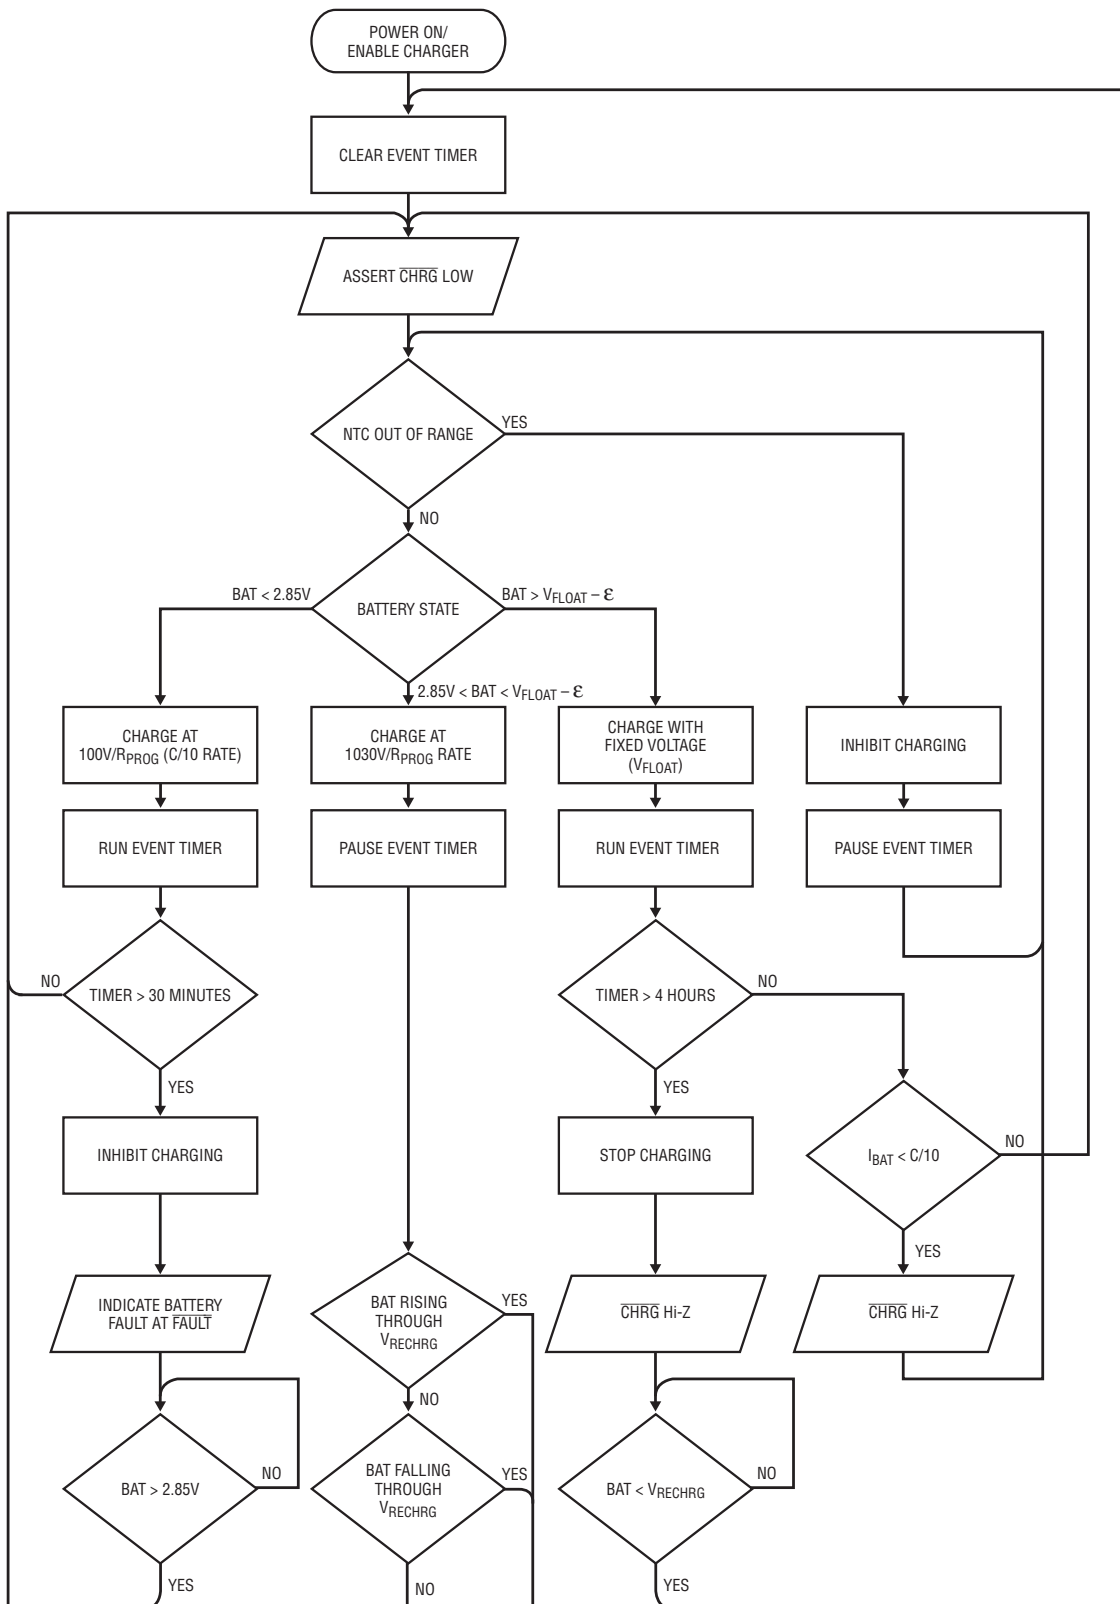 POWER ON/
ENABLE CHARGER
CLEAR EVENT TIMER
ASSERT C̅H̅R̅G̅ LOW
NTC OUT OF RANGE
YES
NO
BATTERY STATE
BAT < 2.85V
BAT > VFLOAT – ε
2.85V < BAT < VFLOAT – ε
CHARGE AT
100V/RPROG (C/10 RATE)
CHARGE AT
1030V/RPROG RATE
CHARGE WITH
FIXED VOLTAGE
(VFLOAT)
INHIBIT CHARGING
RUN EVENT TIMER
PAUSE EVENT TIMER
RUN EVENT TIMER
PAUSE EVENT TIMER
NO
TIMER > 30 MINUTES
YES
TIMER > 4 HOURS
NO
YES
INHIBIT CHARGING
STOP CHARGING
IBAT < C/10
NO
YES
INDICATE BATTERY
FAULT AT F̅A̅U̅L̅T̅
BAT RISING
THROUGH
VRECHRG
YES
NO
C̅H̅R̅G̅ Hi-Z
C̅H̅R̅G̅ Hi-Z
BAT > 2.85V
NO
YES
BAT FALLING
THROUGH
VRECHRG
YES
NO
BAT < VRECHRG
NO
YES